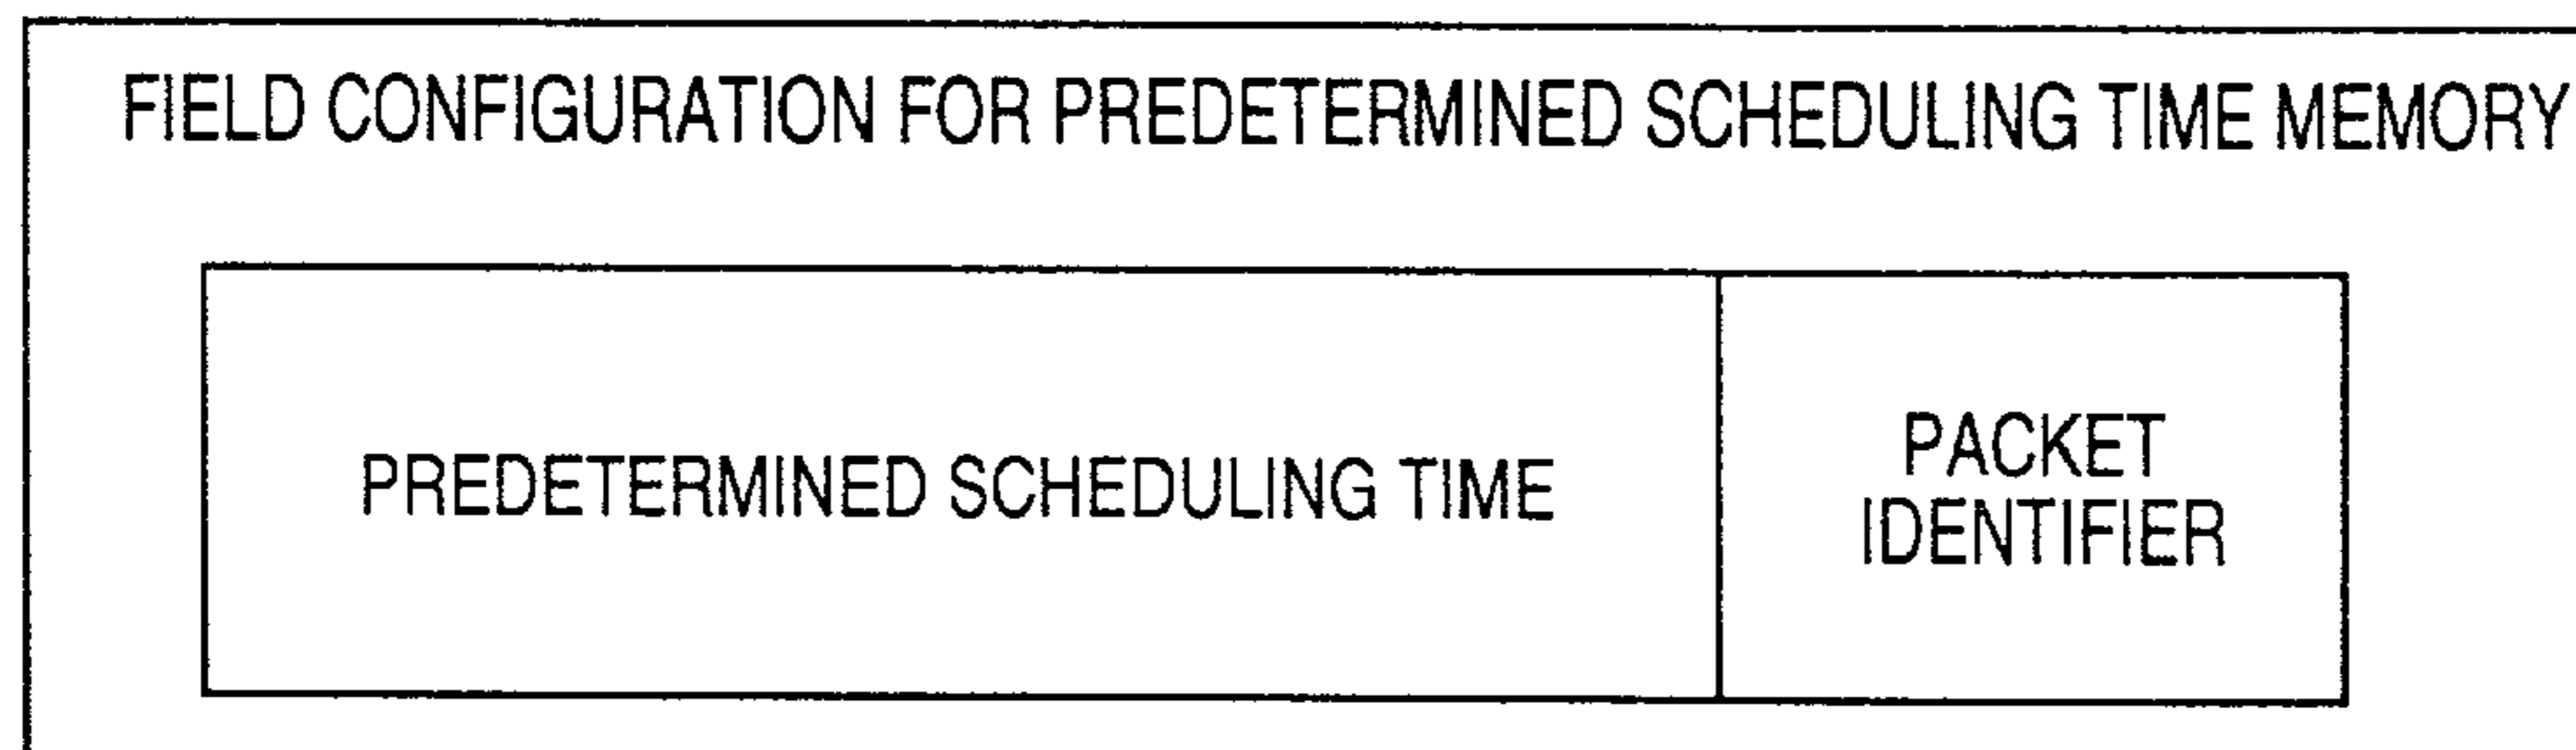 FIELD CONFIGURATION FOR PREDETERMINED SCHEDULING TIME MEMORY
PREDETERMINED SCHEDULING TIME
PACKET
IDENTIFIER